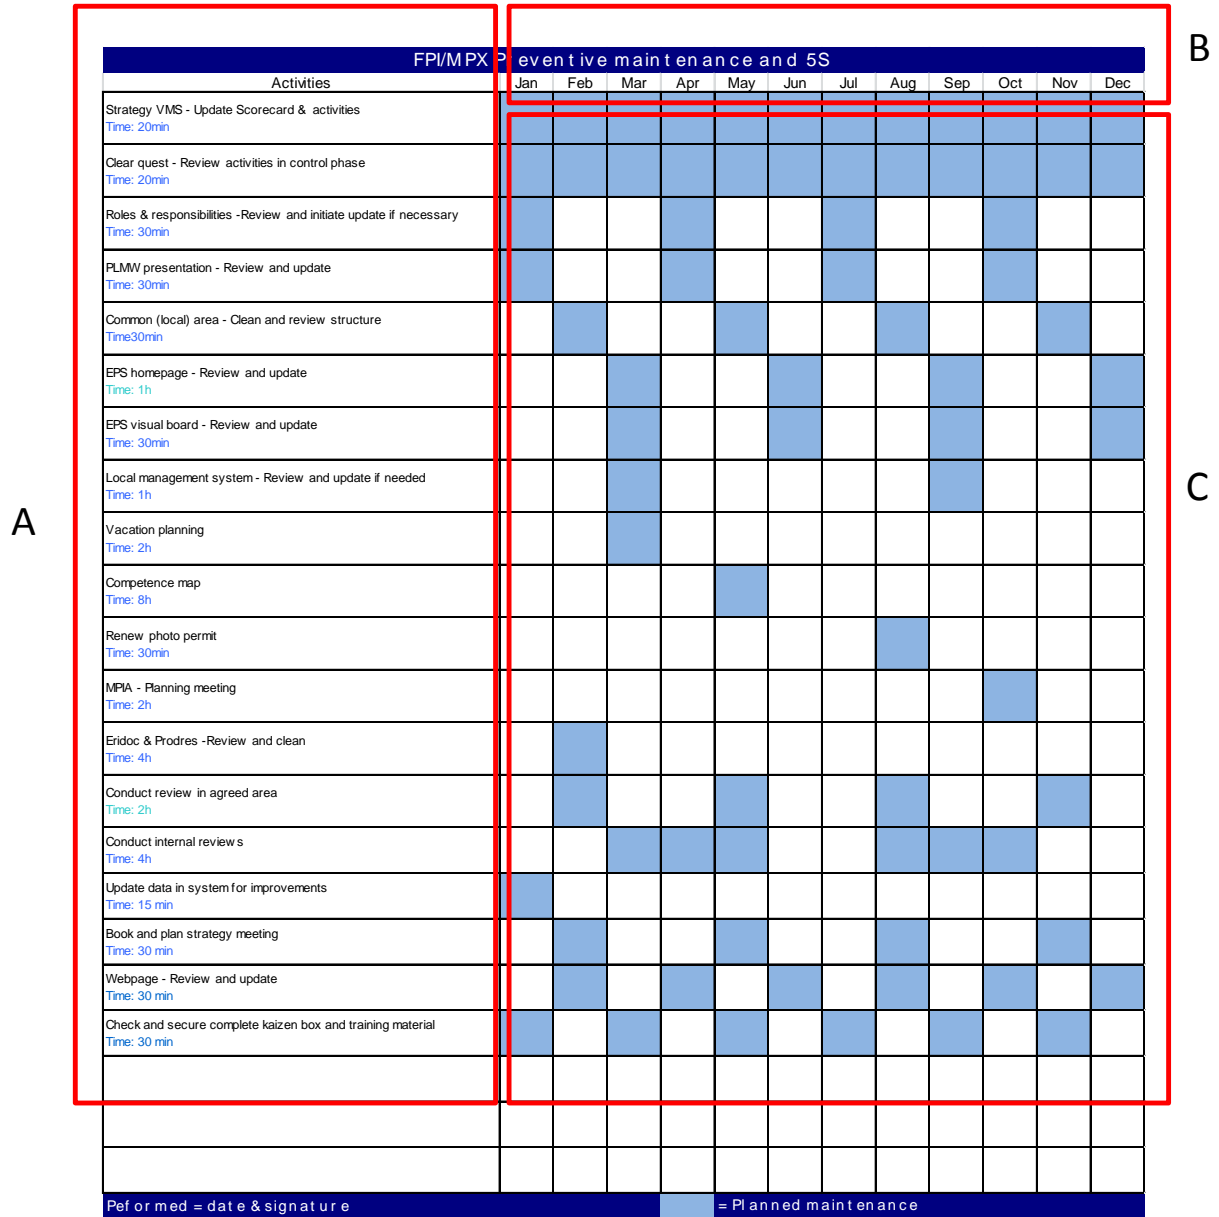 B
FPI/MPX Preventive maintenance and 5S
Activities Jan Feb Mar Apr May Jun Jul Aug Sep Oct Nov Dec
Strategy VMS - Update Scorecard & activities
Time: 20min
Clear quest - Review activities in control phase
Time: 20min
Roles & responsibilities -Review and initiate update if necessary
Time: 30min
PLMW presentation - Review and update
Time: 30min
Common (local) area - Clean and review structure
Time30min
EPS homepage - Review and update
Time: 1h
EPS visual board - Review and update
Time: 30min
Local management system - Review and update if needed
Time: 1h
C
A
Vacation planning
Time: 2h
Competence map
Time: 8h
Renew photo permit
Time: 30min
MPIA - Planning meeting
Time: 2h
Eridoc & Prodres -Review and clean
Time: 4h
Conduct review in agreed area
Time: 2h
Conduct internal reviews
Time: 4h
Update data in system for improvements
Time: 15 min
Book and plan strategy meeting
Time: 30 min
Webpage - Review and update
Time: 30 min
Check and secure complete kaizen box and training material
Time: 30 min
Peformed = date & signature = Planned maintenance